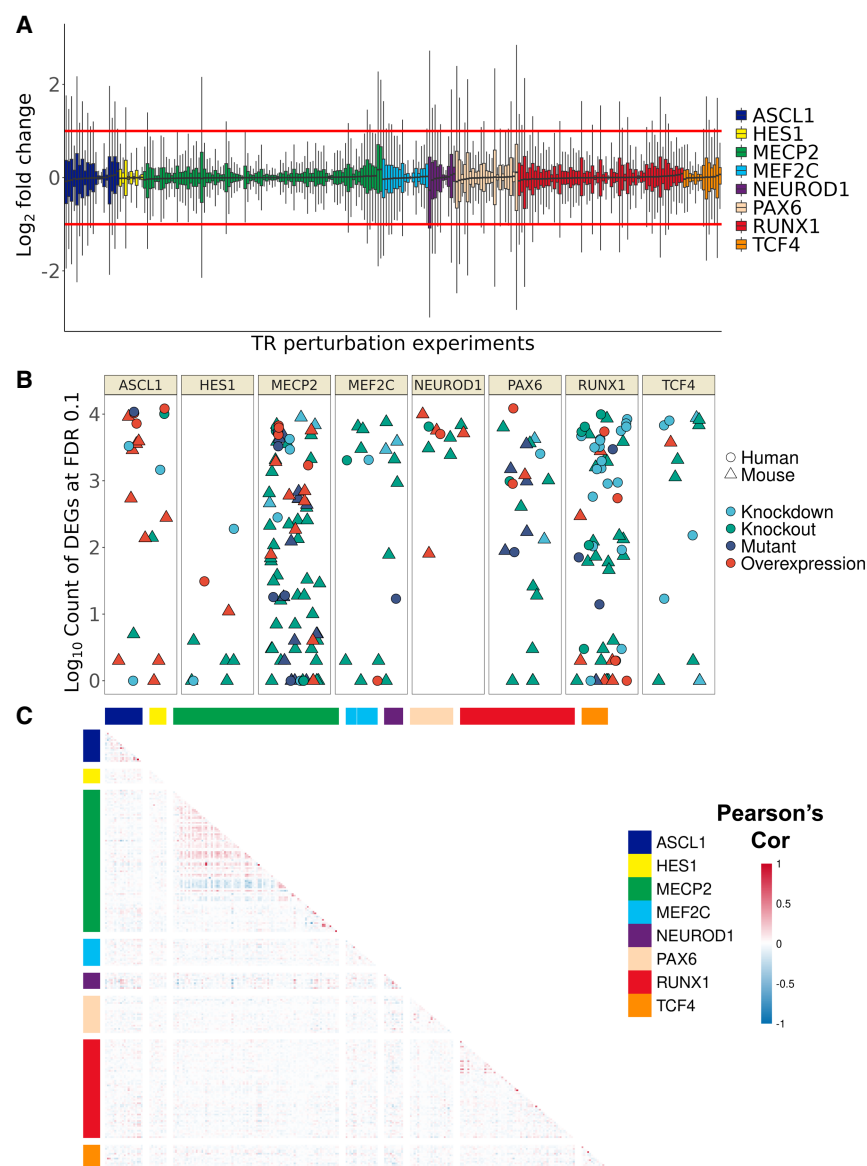 A
Log2 fold change
2
0
-2
TR perturbation experiments
ASCL1
HES1
MECP2
MEF2C
NEUROD1
PAX6
RUNX1
TCF4
B
ASCL1 HES1 MECP2 MEF2C NEUROD1 PAX6 RUNX1 TCF4
Log10 Count of DEGs at FDR 0.1
4
3
2
1
0
Human
Mouse
Knockdown
Knockout
Mutant
Overexpression
C
ASCL1
HES1
MECP2
MEF2C
NEUROD1
PAX6
RUNX1
TCF4
Pearson's
Cor
1
0.5
0
-0.5
-1